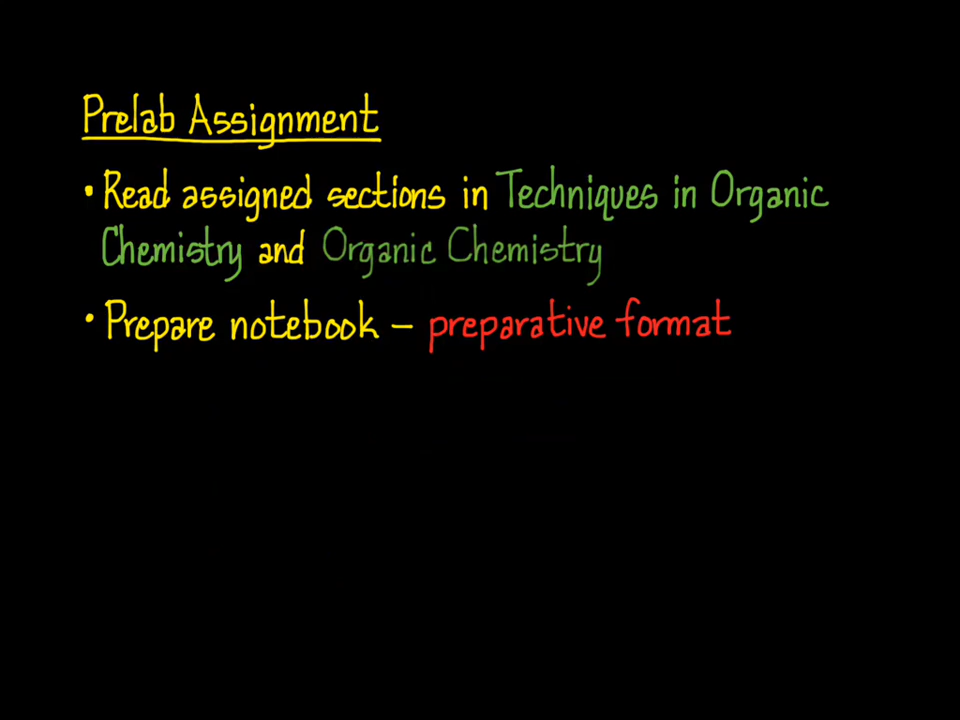 Prelab Assignment
• Read assigned sections in Techniques in Organic
Chemistry and Organic Chemistry
• Prepare notebook – preparative format